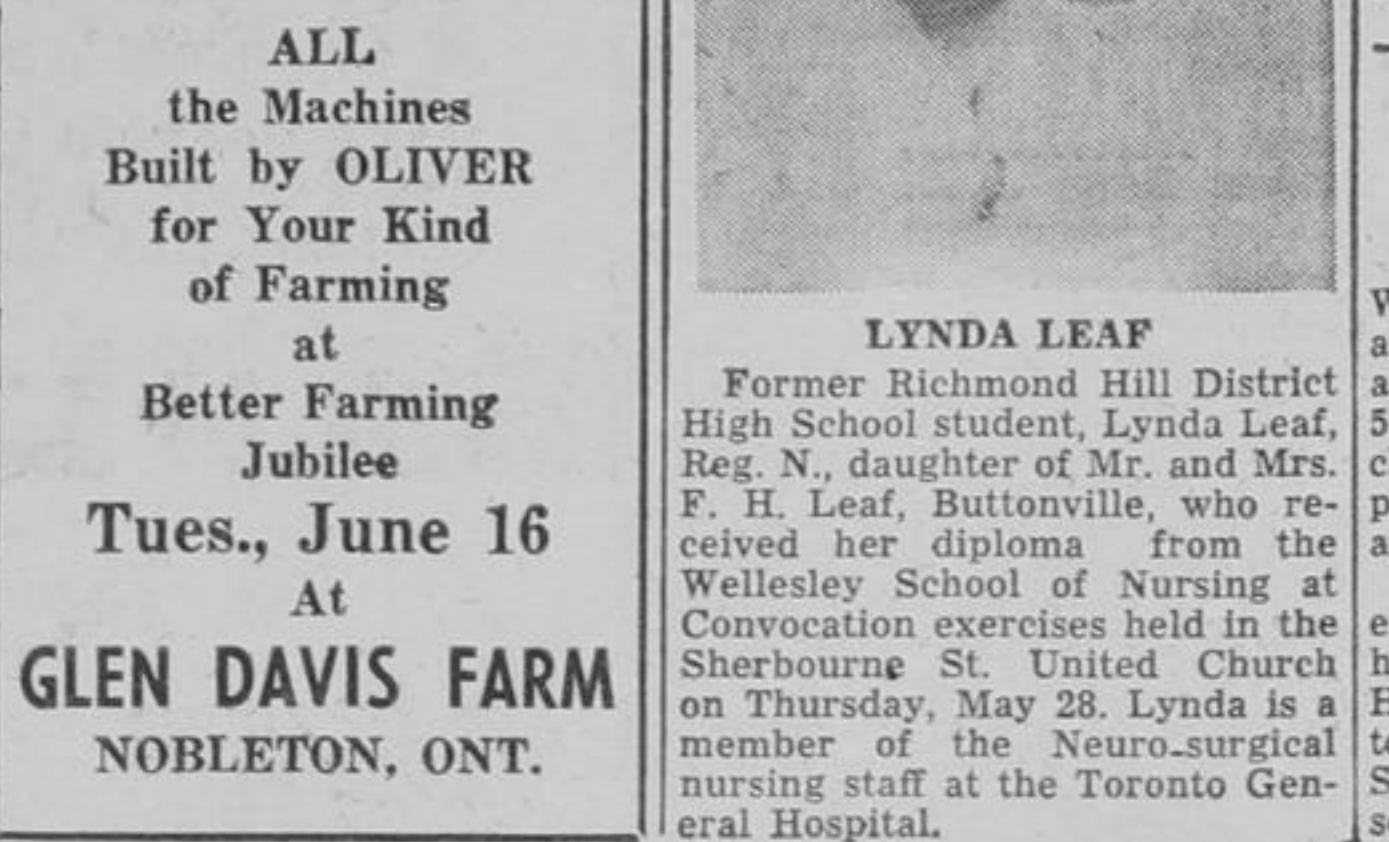 ALL
the Machines
Built by OLIVER
for Your Kind
of Farming
at
Better Farming
Jubilee
Tues., June 16
At
GLEN DAVIS FARM
NOBLETON, ONT.
LYNDA LEAF
Former Richmond Hill District
High School student, Lynda Leaf,
Reg. N., daughter of Mr. and Mrs.
F. H. Leaf, Buttonville, who re-
ceived her diploma from the
Wellesley School of Nursing at
Convocation exercises held in the
Sherbourne St. United Church
on Thursday, May 28. Lynda is a
member of the Neuro-surgical
nursing staff at the Toronto Gen-
eral Hospital.